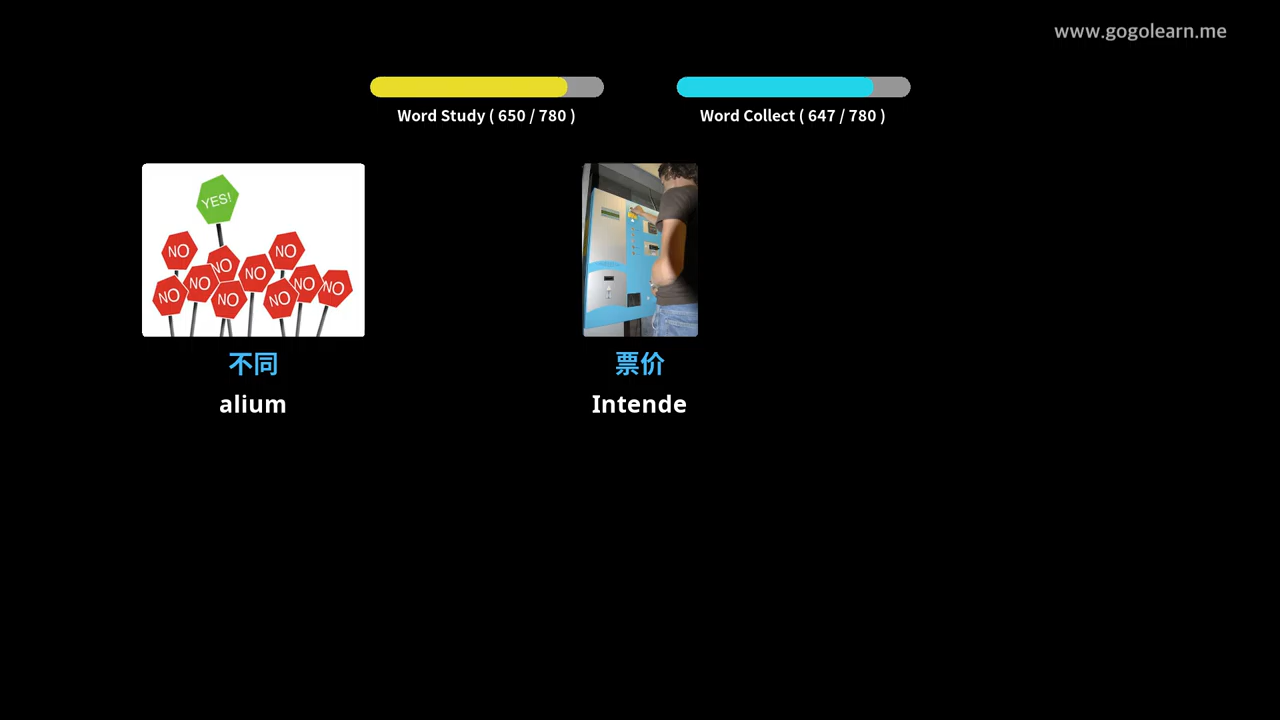 www.gogolearn.me
Word Study ( 650 / 780 )
Word Collect ( 647 / 780 )
YES!
NO
NO
NO
NO
NO
NO
NO
NO
NO
NO
不同
alium
票价
Intende